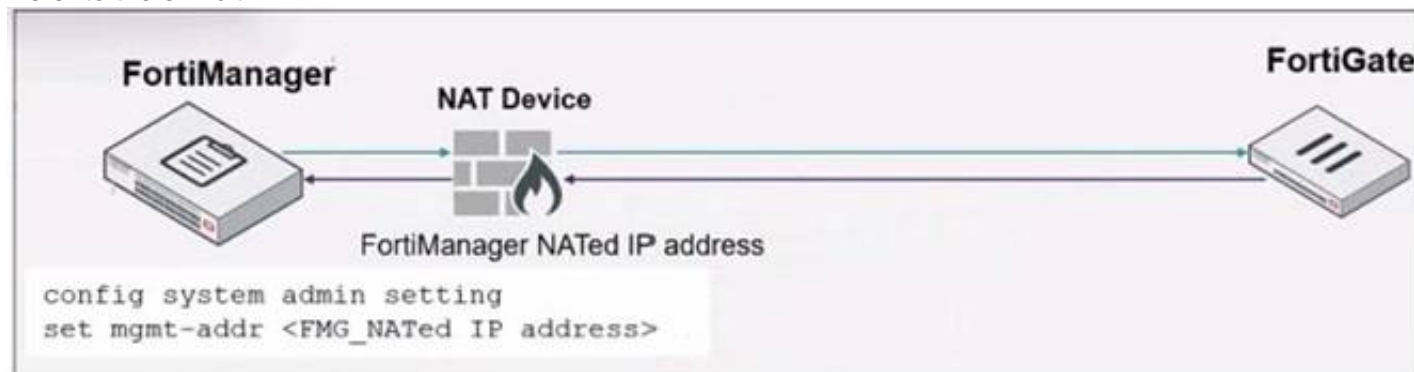 FortiManager
FortiGate
NAT Device
FortiManager NATed IP address
config system admin setting
set mgmt-addr <FMG_NATed IP address>